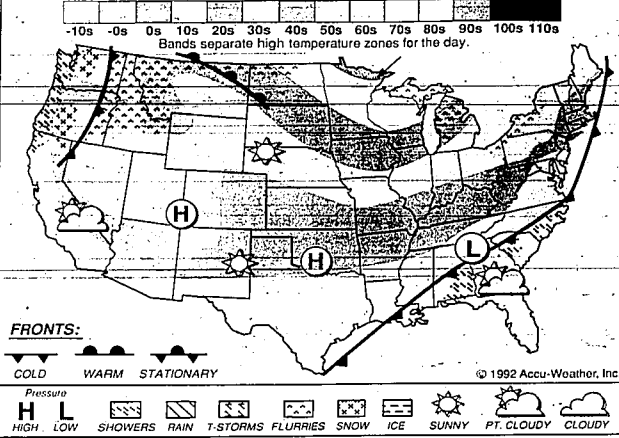 -10s -0s 0s 10s 20s 30s 40s 50s 60s 70s 80s 90s 100s 110s
Bands separate high temperature zones for the day.
H
H
L
FRONTS:
COLD WARM STATIONARY
© 1992 Accu-Weather, Inc
Pressure
H L
HIGH LOW SHOWERS RAIN T-STORMS FLURRIES SNOW ICE SUNNY PT. CLOUDY CLOUDY